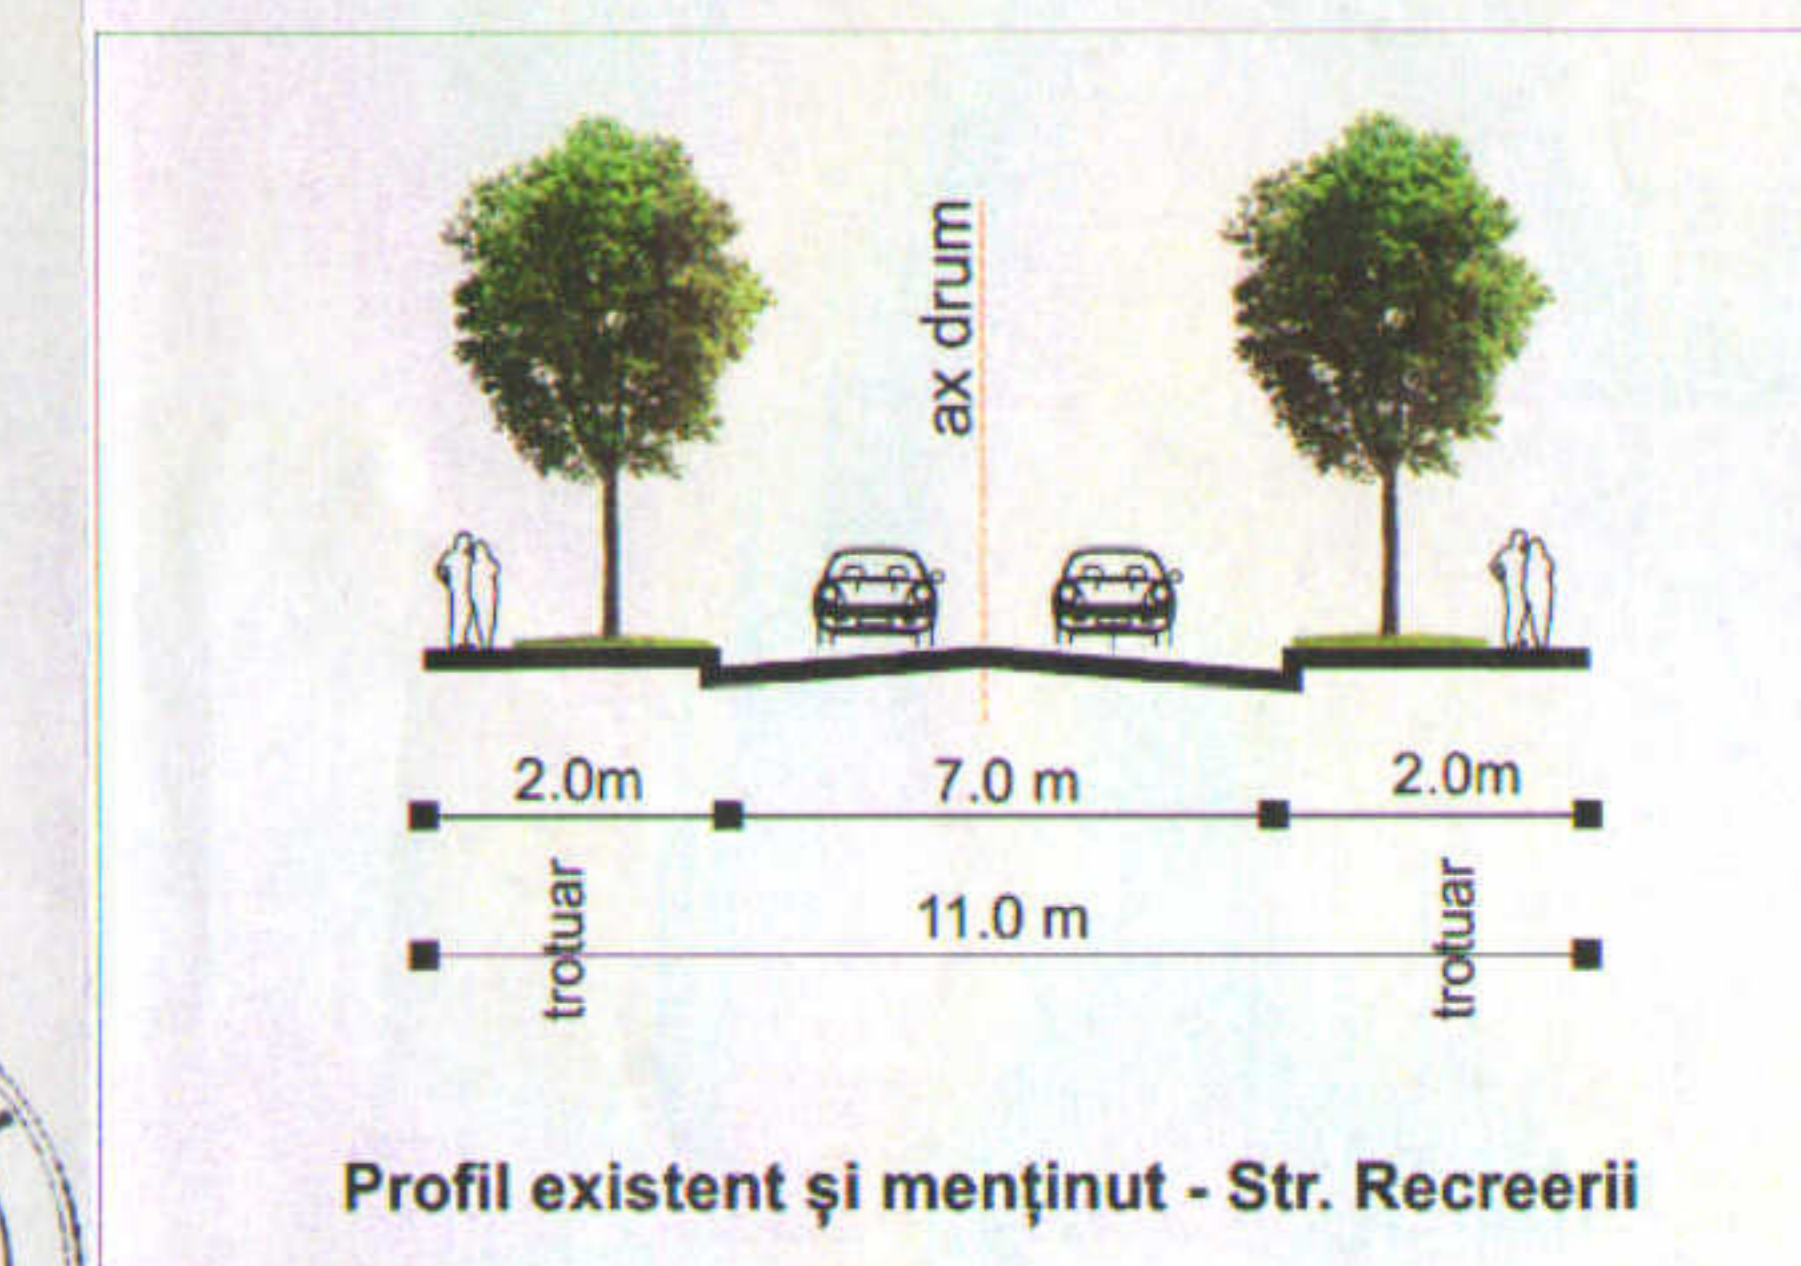 ax drum
2.0m
7.0 m
2.0m
trotuar
11.0 m
trotuar
Profil existent și menținut - Str. Recreerii